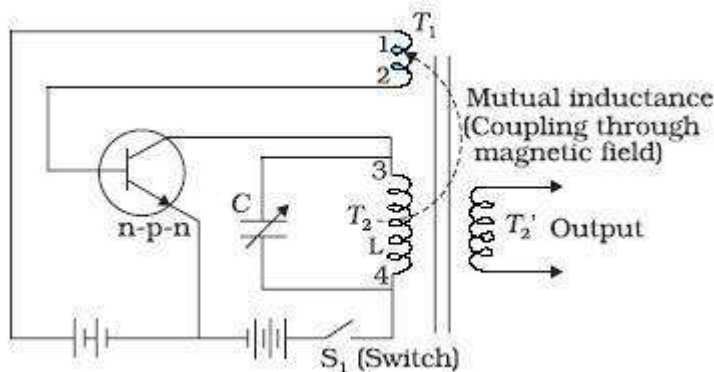 T₁
1
2
Mutual inductance
(Coupling through
magnetic field)
3
C
T₂
n-p-n
L
T₂' Output
4
S₁ (Switch)